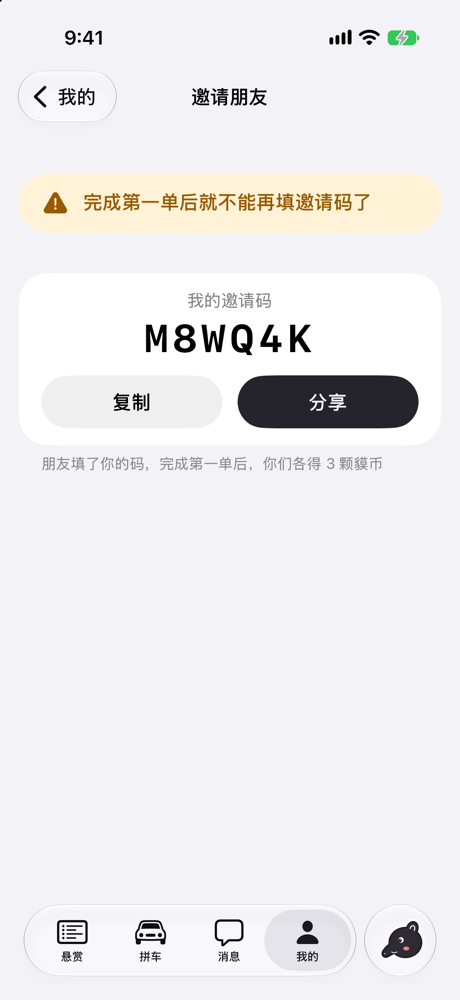 9:41
我的
邀请朋友
完成第一单后就不能再填邀请码了
我的邀请码
M8WQ4K
复制
分享
朋友填了你的码，完成第一单后，你们各得 3 颗貘币
悬赏
拼车
消息
我的